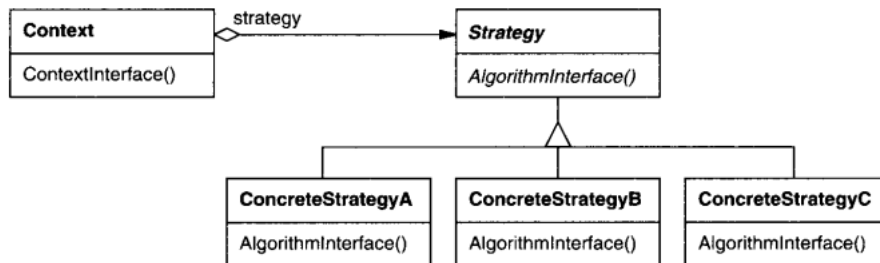 strategy
Context
Strategy
ContextInterface()
AlgorithmInterface()
ConcreteStrategyA
ConcreteStrategyB
ConcreteStrategyC
AlgorithmInterface()
AlgorithmInterface()
AlgorithmInterface()